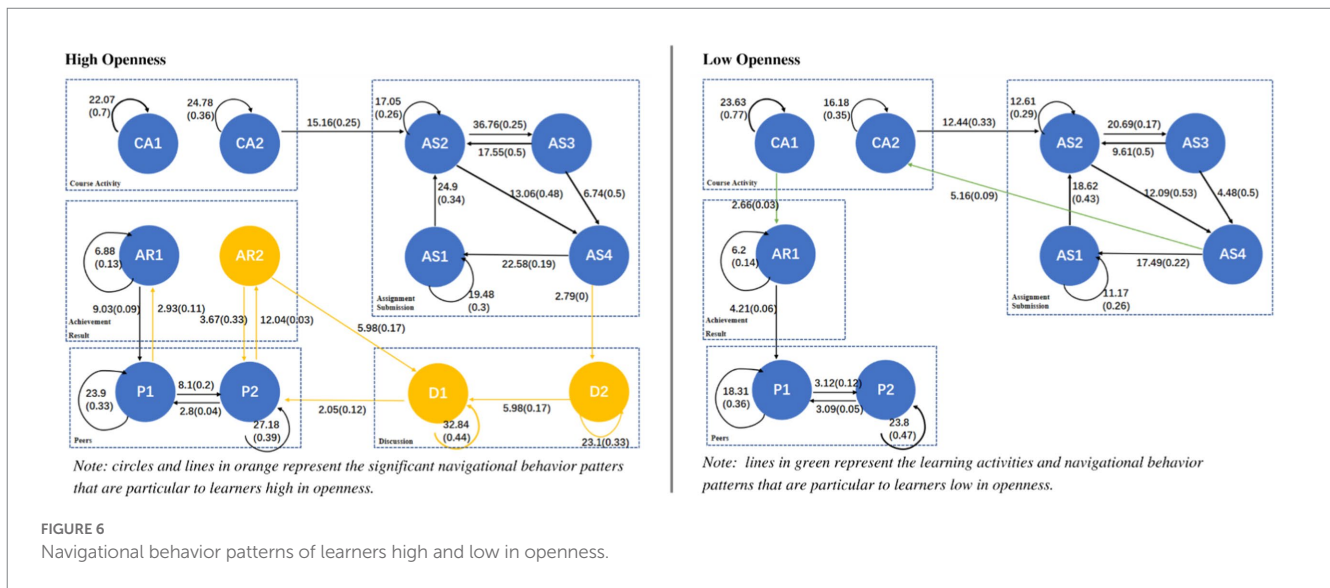 High Openness
22.07
(0.7)
CA1
24.78
(0.36)
CA2
Course Activity
15.16(0.25)
17.05
(0.26)
AS2
36.76(0.25)
17.55(0.5)
AS3
13.06(0.48)
6.74(0.5)
24.9
(0.34)
AS1
22.58(0.19)
AS4
19.48
(0.3)
Assignment
Submission
2.79(0)
6.88
(0.13)
AR1
AR2
9.03(0.09)
2.93(0.11)
3.67(0.33)
12.04(0.03)
Achievement
Result
5.98(0.17)
23.9
(0.33)
P1
8.1(0.2)
2.8(0.04)
P2
27.18
(0.39)
Peers
2.05(0.12)
D1
32.84
(0.44)
5.98(0.17)
D2
23.1(0.33)
Discussion
Note: circles and lines in orange represent the significant navigational behavior patters
that are particular to learners high in openness.
Low Openness
23.63
(0.77)
CA1
16.18
(0.35)
CA2
Course Activity
12.44(0.33)
12.61
(0.29)
AS2
20.69(0.17)
9.61(0.5)
AS3
5.16(0.09)
12.09(0.53)
4.48(0.5)
18.62
(0.43)
AS1
17.49(0.22)
AS4
11.17
(0.26)
Assignment
Submission
2.66(0.03)
6.2
(0.14)
AR1
4.21(0.06)
Achievement
Result
18.31
(0.36)
P1
3.12(0.12)
3.09(0.05)
P2
23.8
(0.47)
Peers
Note: lines in green represent the learning activities and navigational behavior
patterns that are particular to learners low in openness.
FIGURE 6
Navigational behavior patterns of learners high and low in openness.